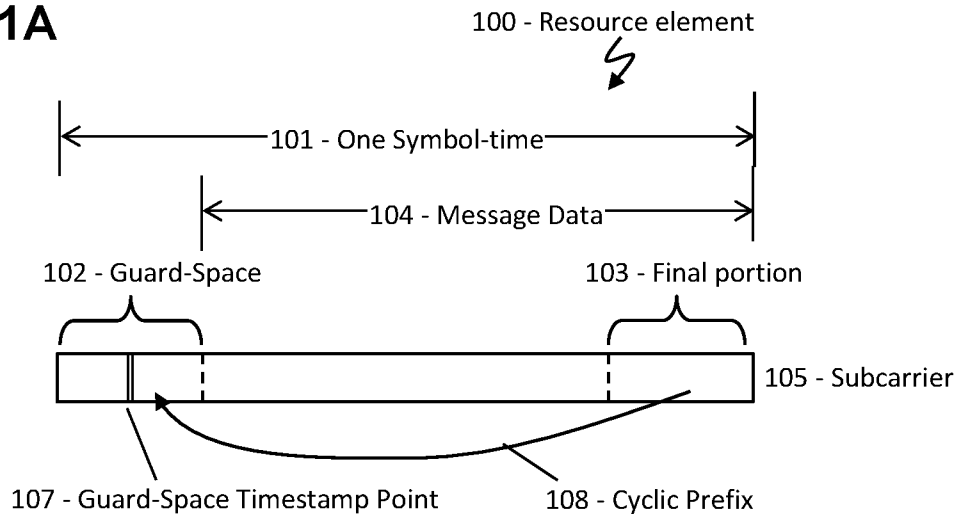 1A
100 - Resource element
101 - One Symbol-time
104 - Message Data
102 - Guard-Space
103 - Final portion
105 - Subcarrier
107 - Guard-Space Timestamp Point
108 - Cyclic Prefix